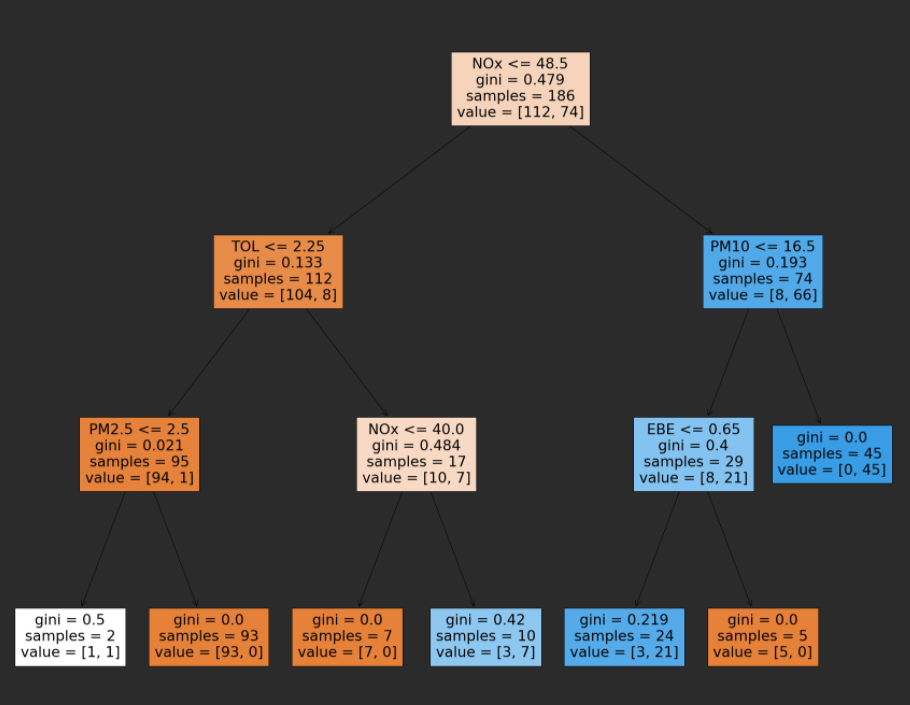 NOx <= 48.5
gini = 0.479
samples = 186
value = [112, 74]
TOL <= 2.25
gini = 0.133
samples = 112
value = [104, 8]
PM10 <= 16.5
gini = 0.193
samples = 74
value = [8, 66]
PM2.5 <= 2.5
gini = 0.021
samples = 95
value = [94, 1]
NOx <= 40.0
gini = 0.484
samples = 17
value = [10, 7]
EBE <= 0.65
gini = 0.4
samples = 29
value = [8, 21]
gini = 0.0
samples = 45
value = [0, 45]
gini = 0.5
samples = 2
value = [1, 1]
gini = 0.0
samples = 93
value = [93, 0]
gini = 0.0
samples = 7
value = [7, 0]
gini = 0.42
samples = 10
value = [3, 7]
gini = 0.219
samples = 24
value = [3, 21]
gini = 0.0
samples = 5
value = [5, 0]